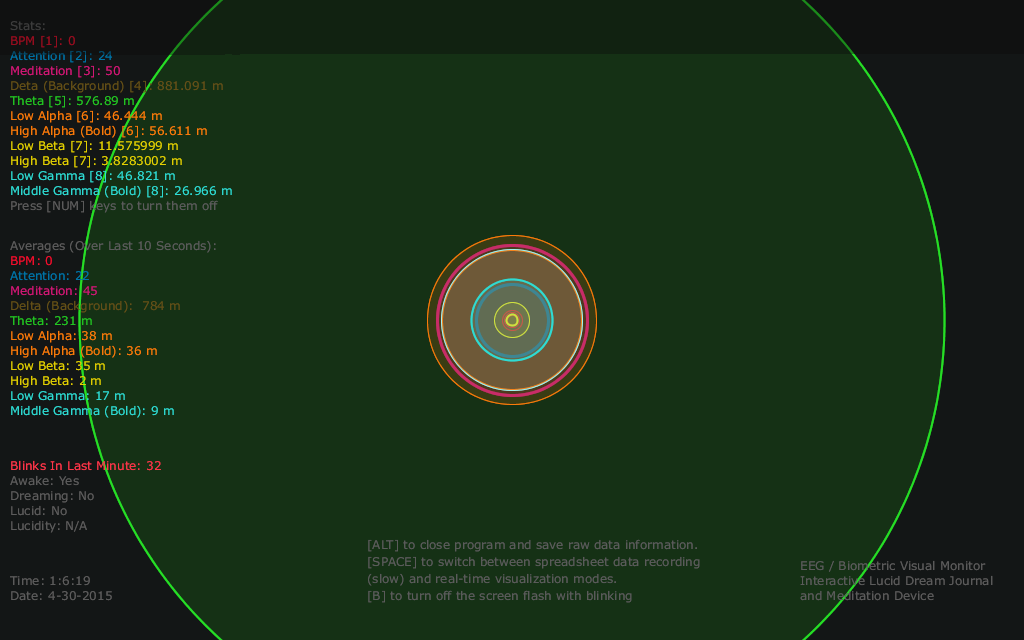 Stats:
BPM [1]: 0
Attention [2]: 24
Meditation [3]: 50
Deta (Background) [4]: 881.091 m
Theta [5]: 576.89 m
Low Alpha [6]: 46.444 m
High Alpha (Bold) [6]: 56.611 m
Low Beta [7]: 11.575999 m
High Beta [7]: 3.8283002 m
Low Gamma [8]: 46.821 m
Middle Gamma (Bold) [8]: 26.966 m
Press [NUM] keys to turn them off
Averages (Over Last 10 Seconds):
BPM: 0
Attention: 22
Meditation: 45
Delta (Background): 784 m
Theta: 231 m
Low Alpha: 38 m
High Alpha (Bold): 36 m
Low Beta: 35 m
High Beta: 2 m
Low Gamma: 17 m
Middle Gamma (Bold): 9 m
Blinks In Last Minute: 32
Awake: Yes
Dreaming: No
Lucid: No
Lucidity: N/A
Time: 1:6:19
Date: 4-30-2015
[ALT] to close program and save raw data information.
[SPACE] to switch between spreadsheet data recording
(slow) and real-time visualization modes.
[B] to turn off the screen flash with blinking
EEG / Biometric Visual Monitor
Interactive Lucid Dream Journal
and Meditation Device